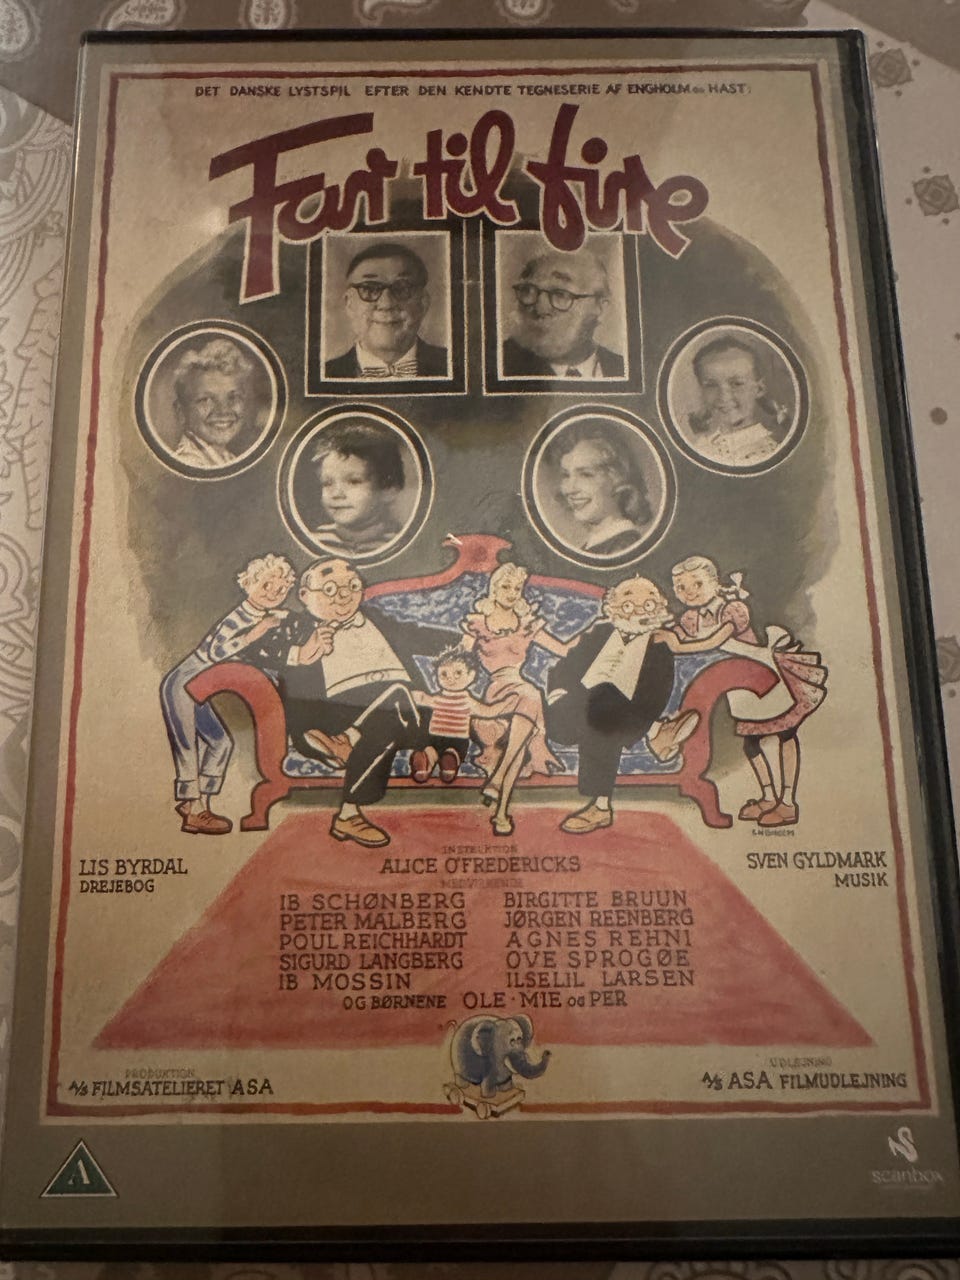 DET DANSKE LYSTSPIL EFTER DEN KENDTE TEGNESERIE AF ENGHOLM OG HAST
Far til fire
LIS BYRDAL
DREJEBOG
INSTRUKTION
ALICE O'FREDERICKS
SVEN GYLDMARK
MUSIK
MEDVIRKENDE
IB SCHØNBERG BIRGITTE BRUUN
PETER MALBERG JØRGEN REENBERG
POUL REICHHARDT AGNES REHNI
SIGURD LANGBERG OVE SPROGØE
IB MOSSIN ILSELIL LARSEN
OG BØRNENE OLE · MIE OG PER
PRODUKTION
A/S FILMSATELIERET ASA
UDLEJNING
A/S ASA FILMUDLEJNING
A
scanbox